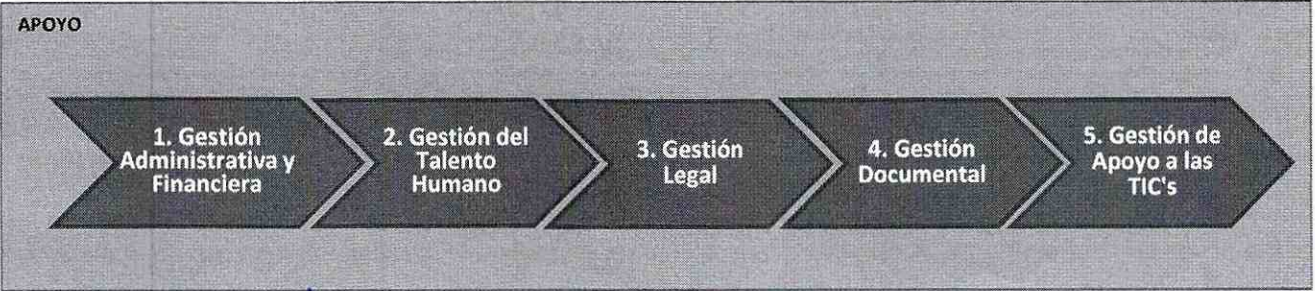 APOYO
1. Gestión
Administrativa y
Financiera
2. Gestión del
Talento
Humano
3. Gestión
Legal
4. Gestión
Documental
5. Gestión de
Apoyo a las
TIC's